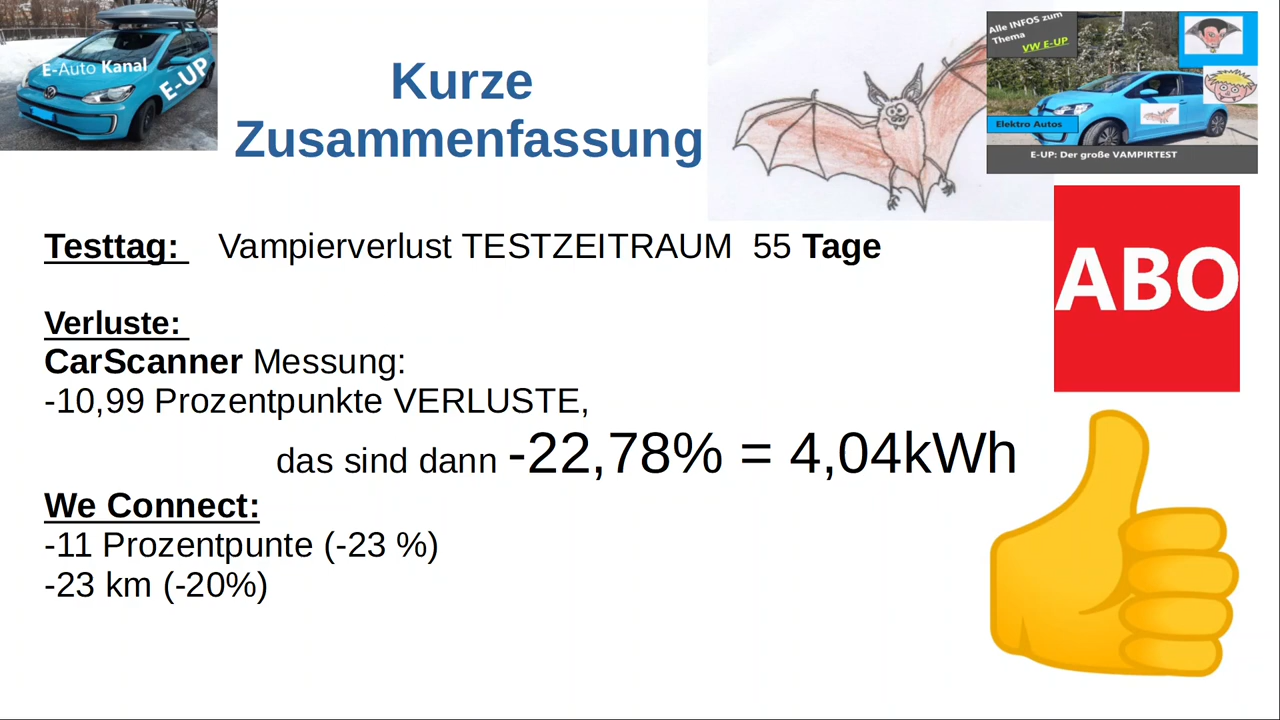 E-Auto Kanal
E-UP
Kurze
Zusammenfassung
Alle INFOS zum
Thema
VW E-UP
Elektro Autos
E-UP: Der große VAMPIRTEST
Testtag: Vampierverlust TESTZEITRAUM 55 Tage
ABO
Verluste:
CarScanner Messung:
-10,99 Prozentpunkte VERLUSTE,
das sind dann -22,78% = 4,04kWh
We Connect:
-11 Prozentpunte (-23 %)
-23 km (-20%)